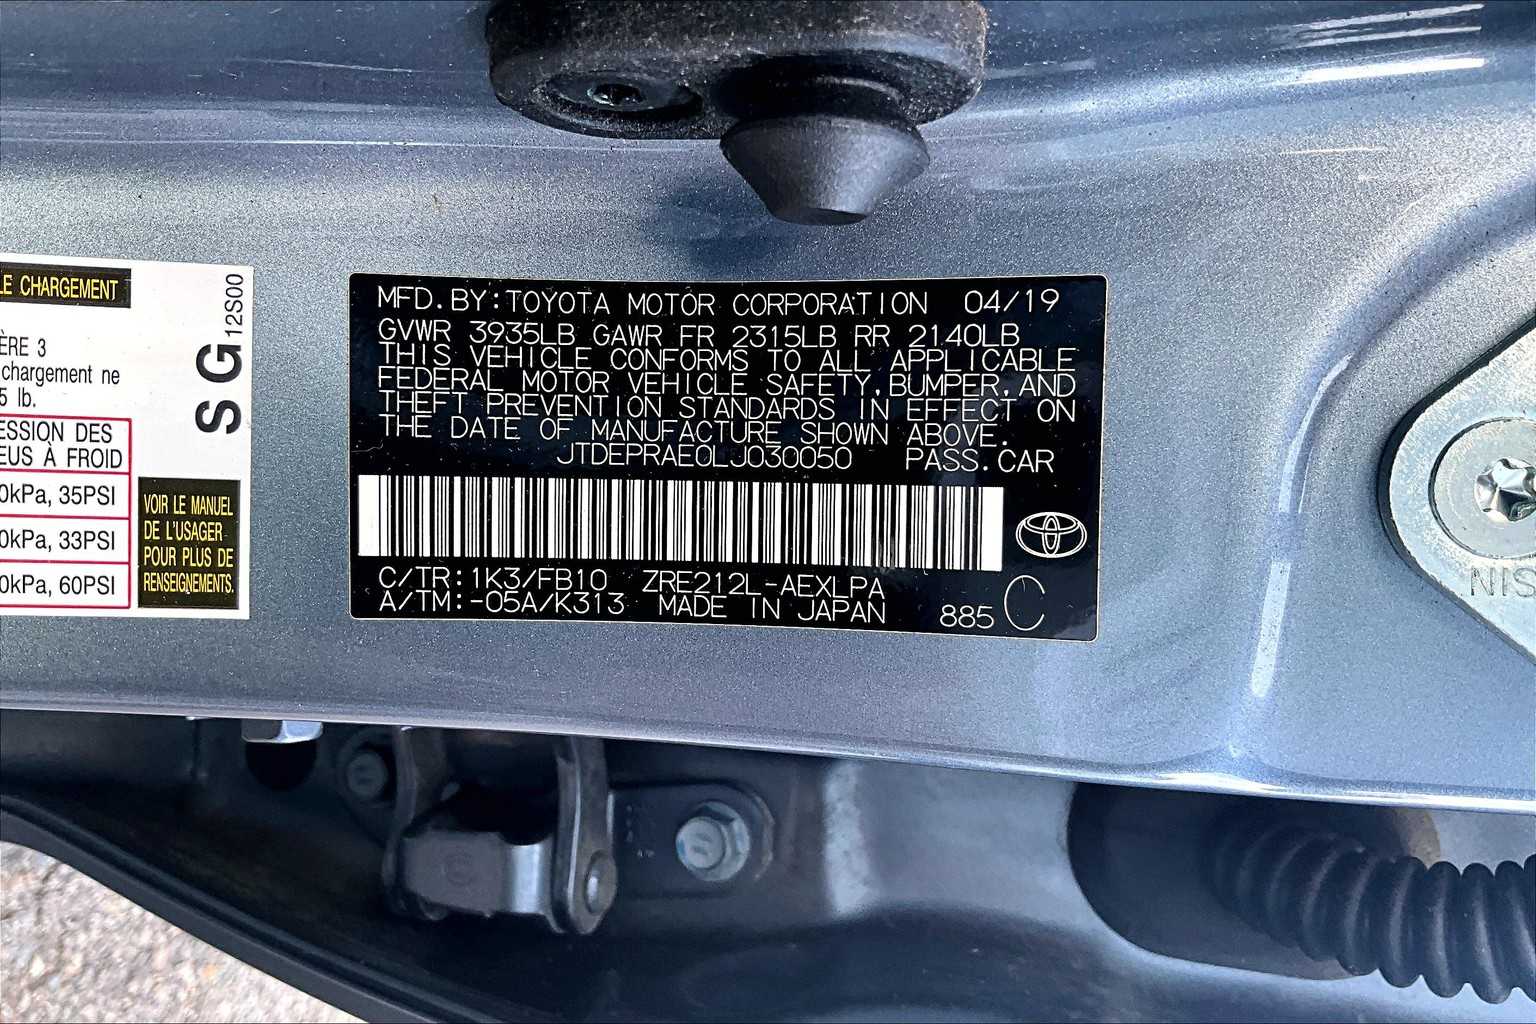 LE CHARGEMENT
ÈRE 3
chargement ne
5 lb.
ESSION DES
EUS À FROID
0kPa, 35PSI
0kPa, 33PSI
0kPa, 60PSI
SG 12S00
VOIR LE MANUEL
DE L'USAGER
POUR PLUS DE
RENSEIGNEMENTS.
MFD.BY:TOYOTA MOTOR CORPORATION 04/19
GVWR 3935LB GAWR FR 2315LB RR 2140LB
THIS VEHICLE CONFORMS TO ALL APPLICABLE
FEDERAL MOTOR VEHICLE SAFETY,BUMPER,AND
THEFT PREVENTION STANDARDS IN EFFECT ON
THE DATE OF MANUFACTURE SHOWN ABOVE.
JTDEPRAE0LJ030050 PASS.CAR
C/TR:1K3/FB10 ZRE212L-AEXLPA
A/TM:-05A/K313 MADE IN JAPAN 885 C
NIS